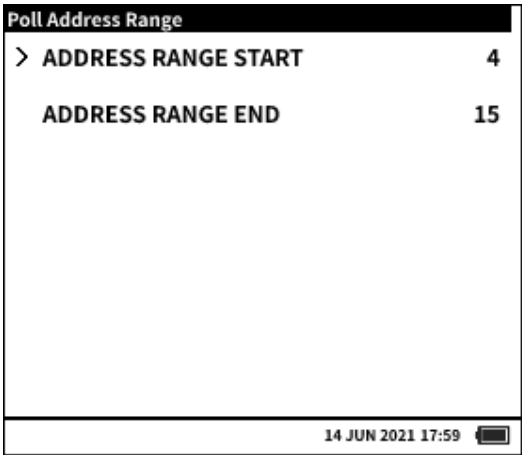 Poll Address Range
> ADDRESS RANGE START 4
ADDRESS RANGE END 15
14 JUN 2021 17:59